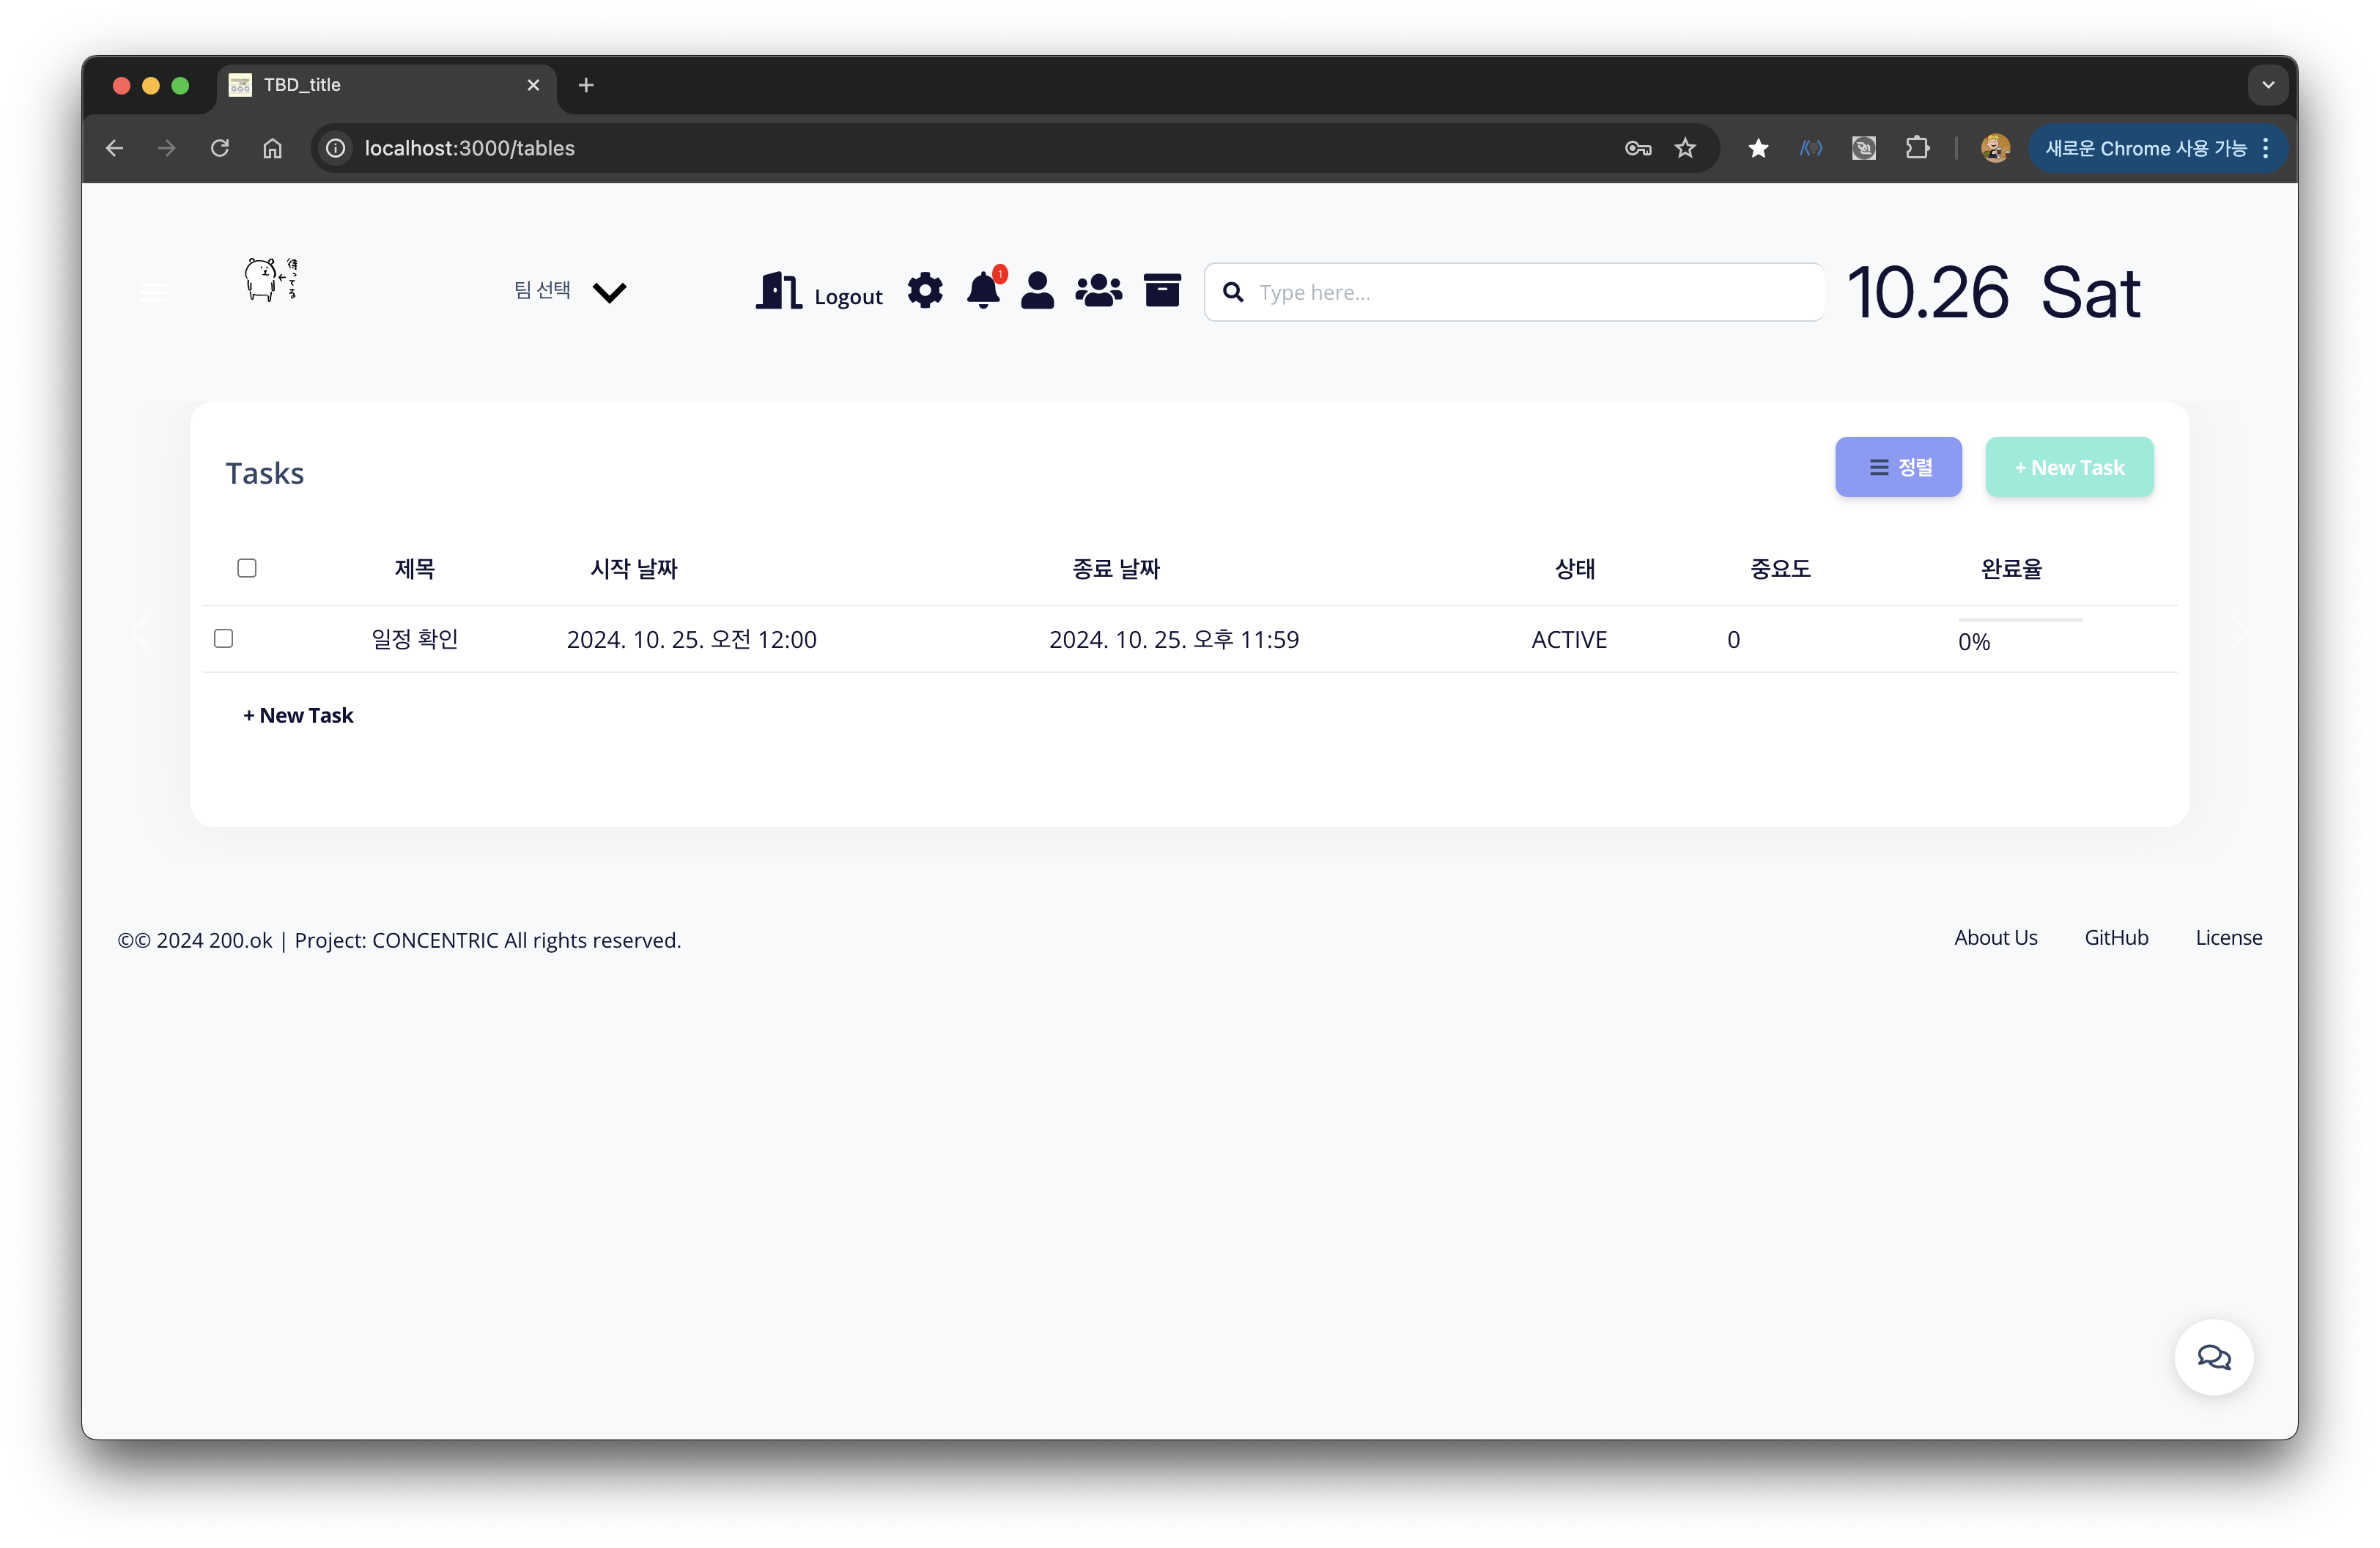 TBD_title
localhost:3000/tables
새로운 Chrome 사용 가능
待ってる
팀 선택
Logout
1
Type here...
10.26 Sat
Tasks
정렬
+ New Task
제목 시작 날짜 종료 날짜 상태 중요도 완료율
일정 확인 2024. 10. 25. 오전 12:00 2024. 10. 25. 오후 11:59 ACTIVE 0 0%
+ New Task
©© 2024 200.ok | Project: CONCENTRIC All rights reserved.
About Us GitHub License